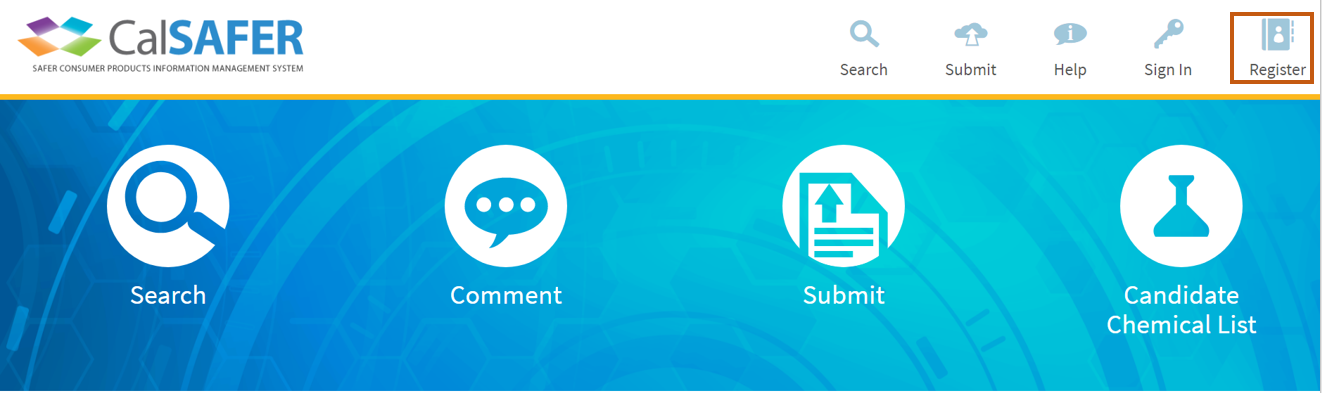 CalSAFER
SAFER CONSUMER PRODUCTS INFORMATION MANAGEMENT SYSTEM
Search
Submit
Help
Sign In
Register
Search
Comment
Submit
Candidate
Chemical List